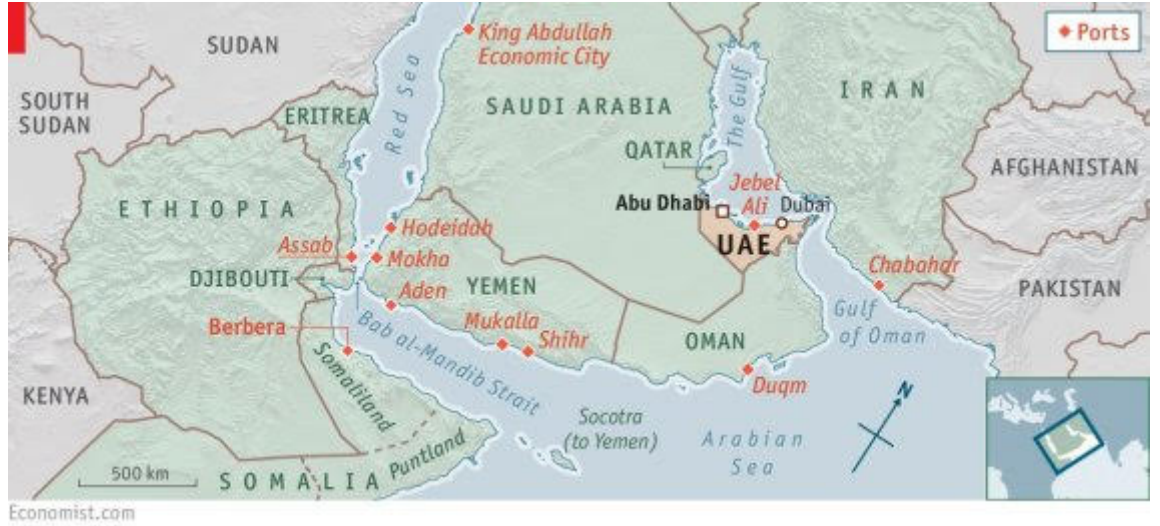 Ports
King Abdullah
Economic City
SUDAN
SOUTH
SUDAN
ERITREA
Red Sea
SAUDI ARABIA
The Gulf
IRAN
QATAR
AFGHANISTAN
ETHIOPIA
Abu Dhabi
Jebel
Ali
Dubai
UAE
Hodeidah
Assab
Mokha
DJIBOUTI
YEMEN
Aden
Chabahar
PAKISTAN
Berbera
Bab al-Mandib Strait
Mukalla
Shihr
OMAN
Gulf
of Oman
Somaliland
Duqm
KENYA
N
Socotra
(to Yemen)
Arabian
Sea
Puntland
500 km
SOMALIA
Economist.com